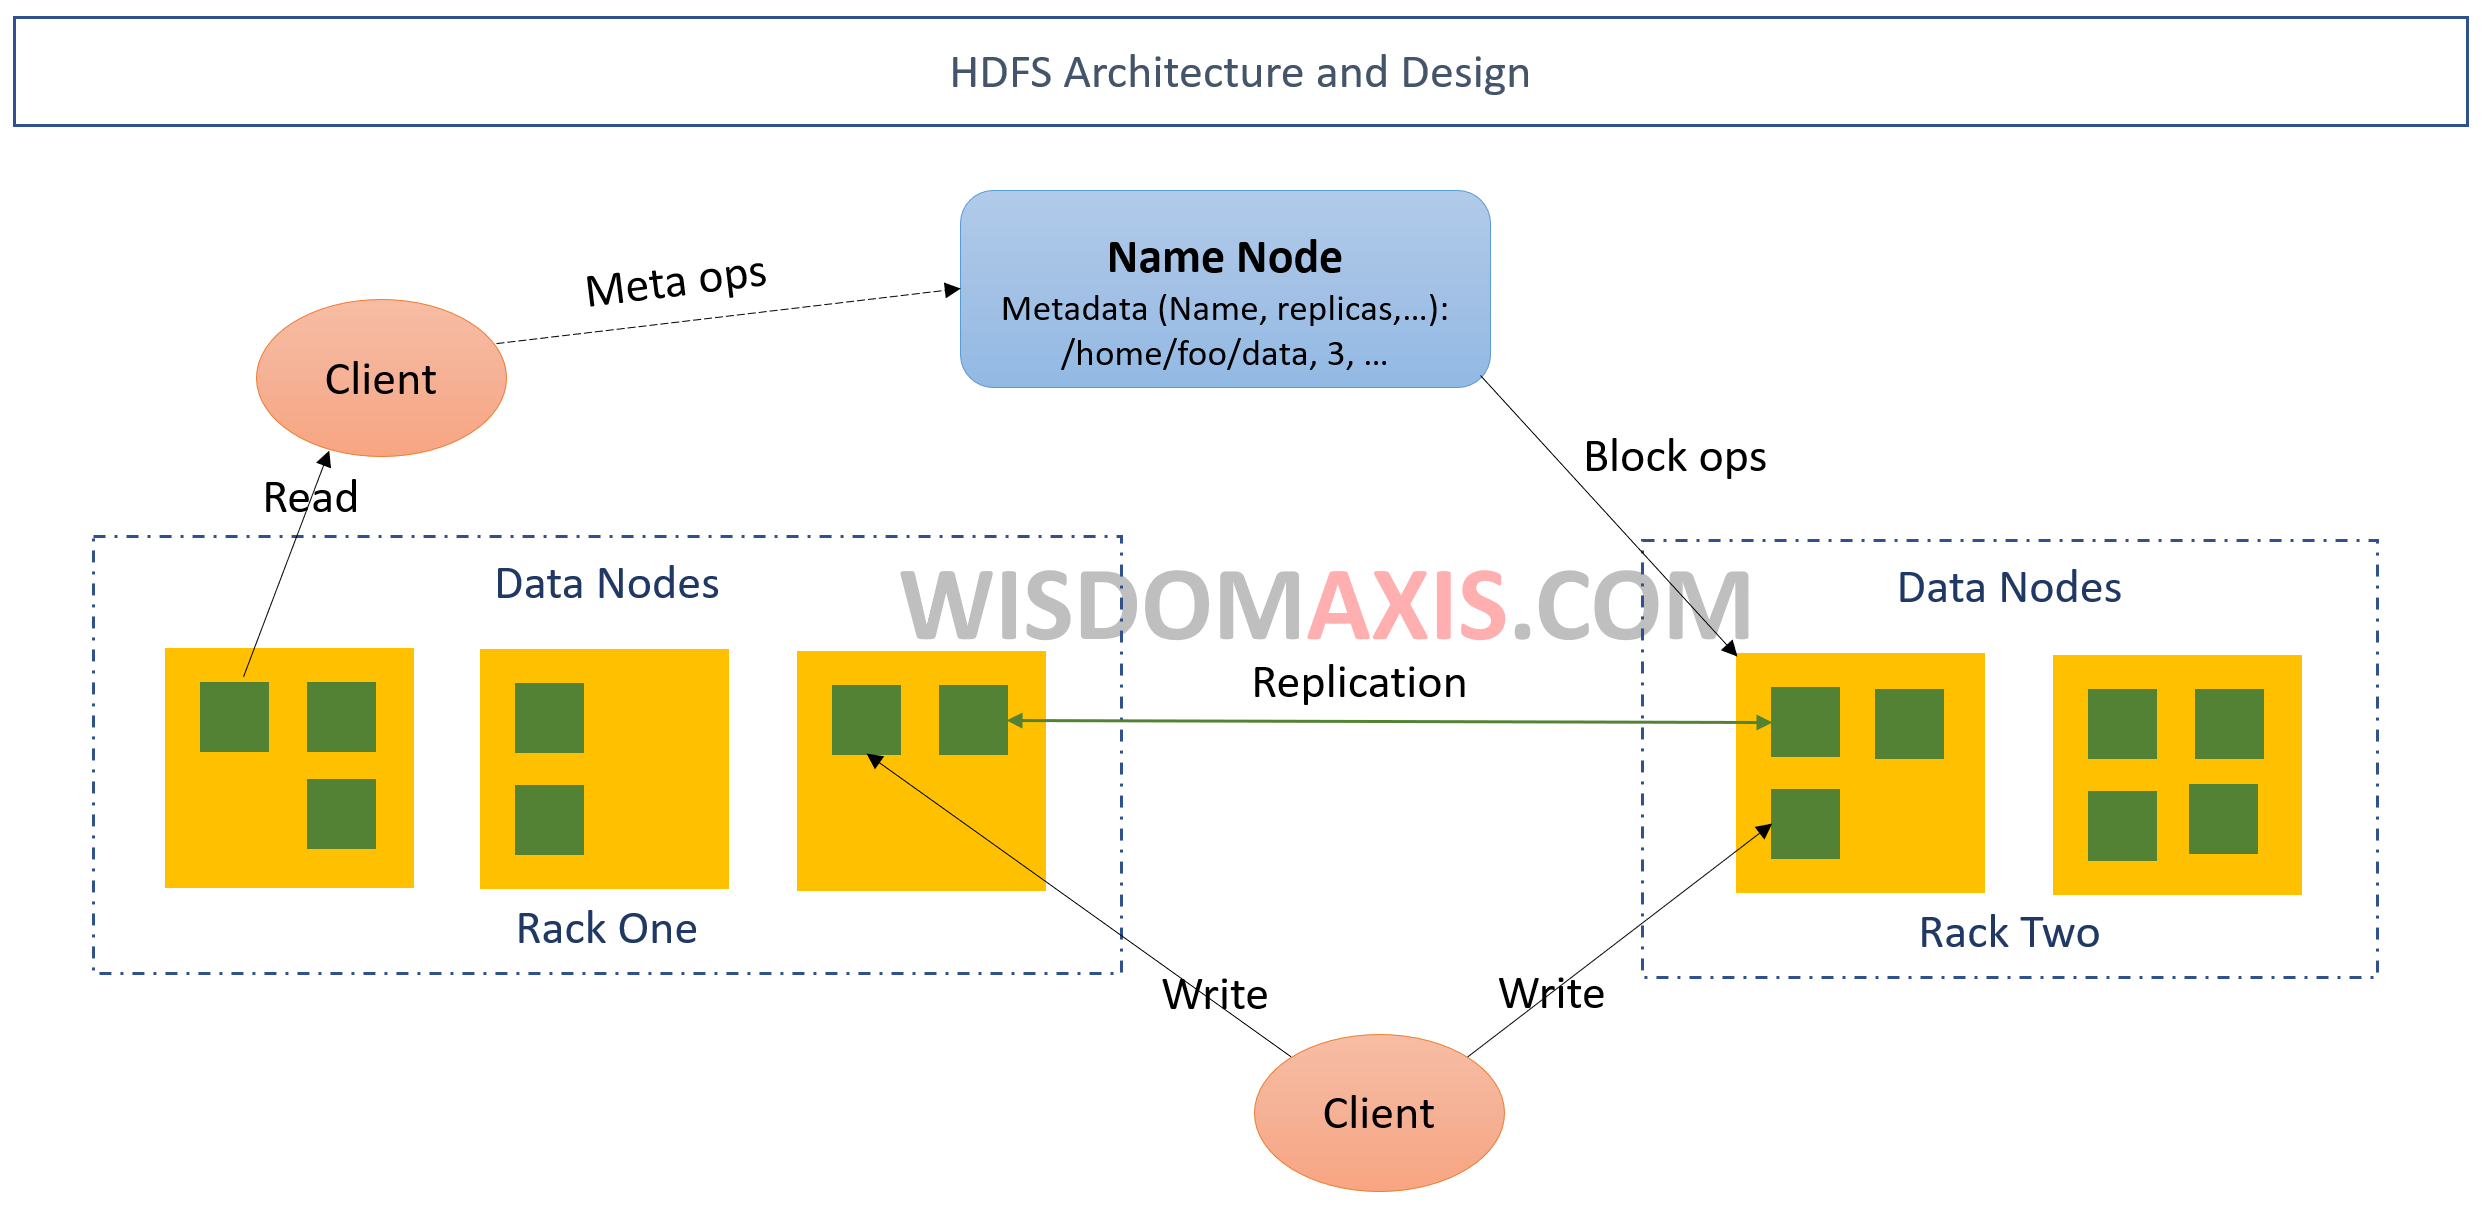 HDFS Architecture and Design
Name Node
Metadata (Name, replicas,...):
/home/foo/data, 3, ...
Meta ops
Client
Block ops
Read
Data Nodes
Data Nodes
WISDOMAXIS.COM
Replication
Rack One
Rack Two
Write
Write
Client